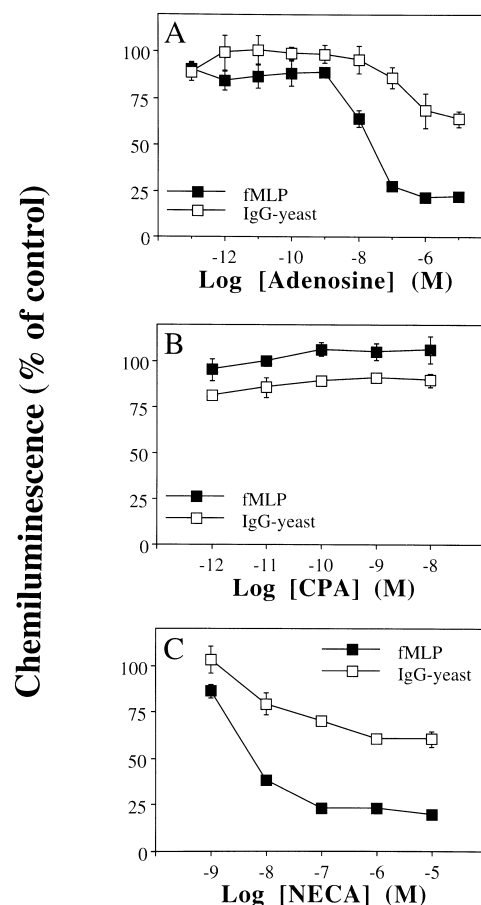 Chemiluminescence (% of control)
A
100
75
50
25
0
fMLP
IgG-yeast
-12 -10 -8 -6
Log [Adenosine] (M)
B
100
75
50
25
0
fMLP
IgG-yeast
-12 -11 -10 -9 -8
Log [CPA] (M)
C
100
75
50
25
0
fMLP
IgG-yeast
-9 -8 -7 -6 -5
Log [NECA] (M)